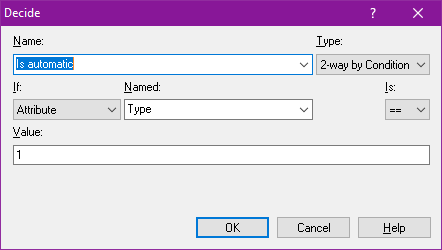 Decide ? ×
Name: Type:
Is automatic 2-way by Condition
If: Named: Is:
Attribute Type ==
Value:
1
OK Cancel Help